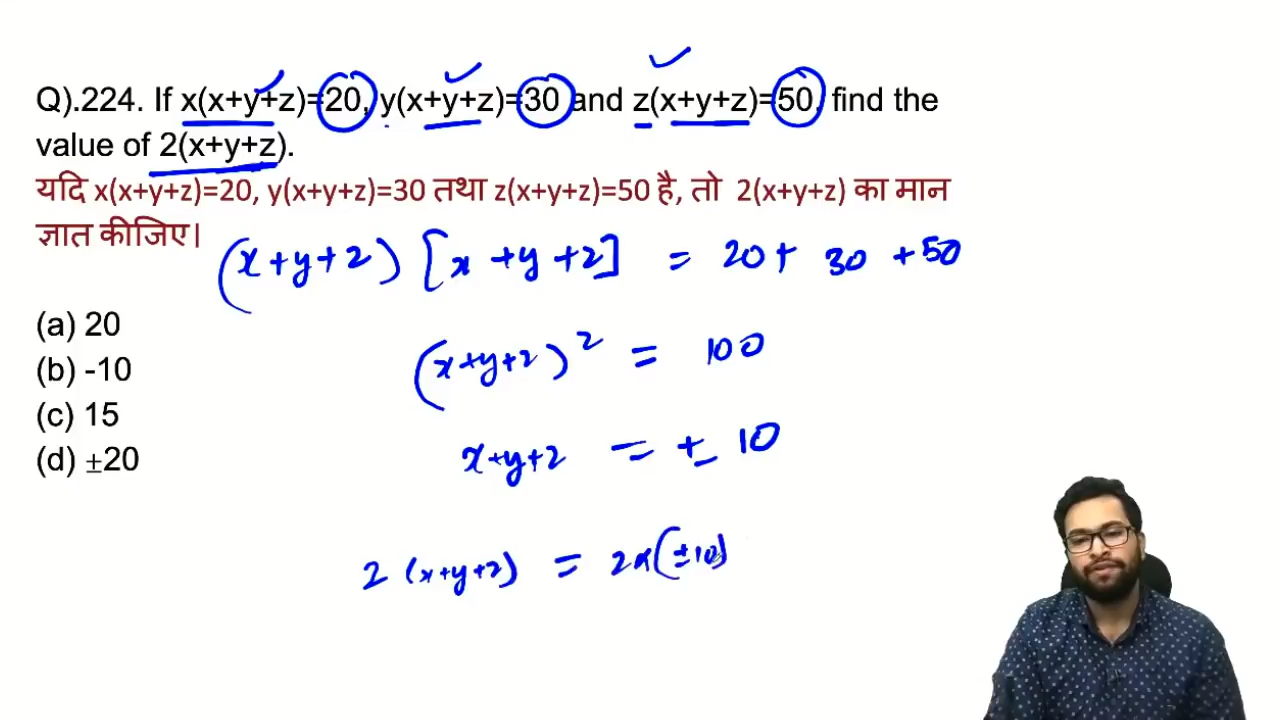 Q).224. If x(x+y+z)=20, y(x+y+z)=30 and z(x+y+z)=50, find the
value of 2(x+y+z).
यदि x(x+y+z)=20, y(x+y+z)=30 तथा z(x+y+z)=50 है, तो 2(x+y+z) का मान
ज्ञात कीजिए।
(x+y+z) [x+y+z] = 20+ 30 +50
(a) 20
(x+y+z)² = 100
(b) -10
(c) 15
x+y+z = ± 10
(d) ±20
2 (x+y+z) = 2x(±10)